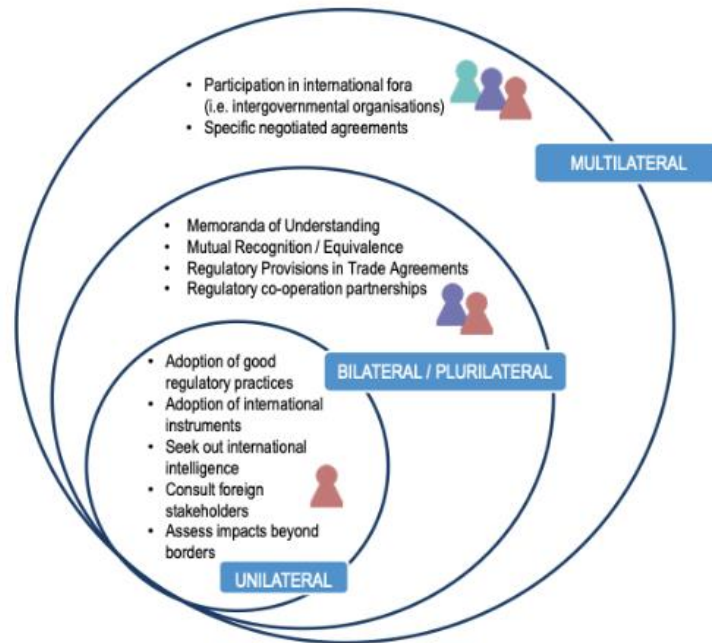 • Participation in international fora
(i.e. intergovernmental organisations)
• Specific negotiated agreements
MULTILATERAL
• Memoranda of Understanding
• Mutual Recognition / Equivalence
• Regulatory Provisions in Trade Agreements
• Regulatory co-operation partnerships
BILATERAL / PLURILATERAL
• Adoption of good
regulatory practices
• Adoption of international
instruments
• Seek out international
intelligence
• Consult foreign
stakeholders
• Assess impacts beyond
borders
UNILATERAL